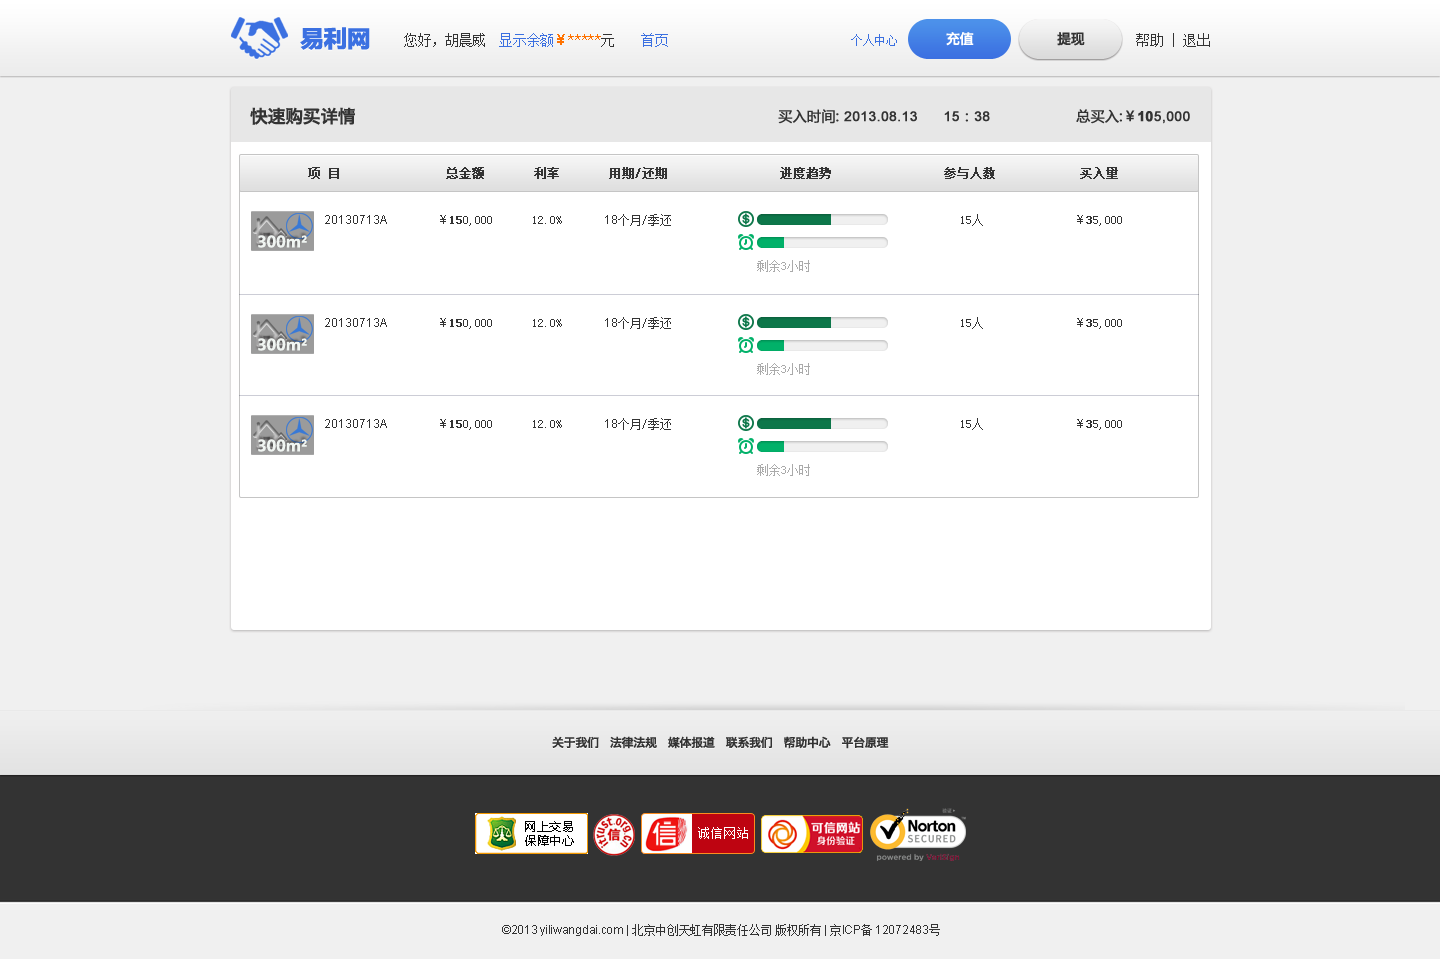 易利网 您好，胡晨威 显示余额¥*****元 首页 个人中心 充值 提现 帮助 | 退出
快速购买详情 买入时间: 2013.08.13 15 : 38 总买入:¥105,000
项 目 总金额 利率 用期/还期 进度趋势 参与人数 买入量
300m² 20130713A ¥150,000 12.0% 18个月/季还 15人 ¥35,000
剩余3小时
300m² 20130713A ¥150,000 12.0% 18个月/季还 15人 ¥35,000
剩余3小时
300m² 20130713A ¥150,000 12.0% 18个月/季还 15人 ¥35,000
剩余3小时
关于我们 法律法规 媒体报道 联系我们 帮助中心 平台原理
网上交易
保障中心
itrust.org.cn
信
信 诚信网站
可信网站
身份验证
Norton
SECURED
powered by
©2013 yiliwangdai.com | 北京中创天虹有限责任公司 版权所有 | 京ICP备 12072483号